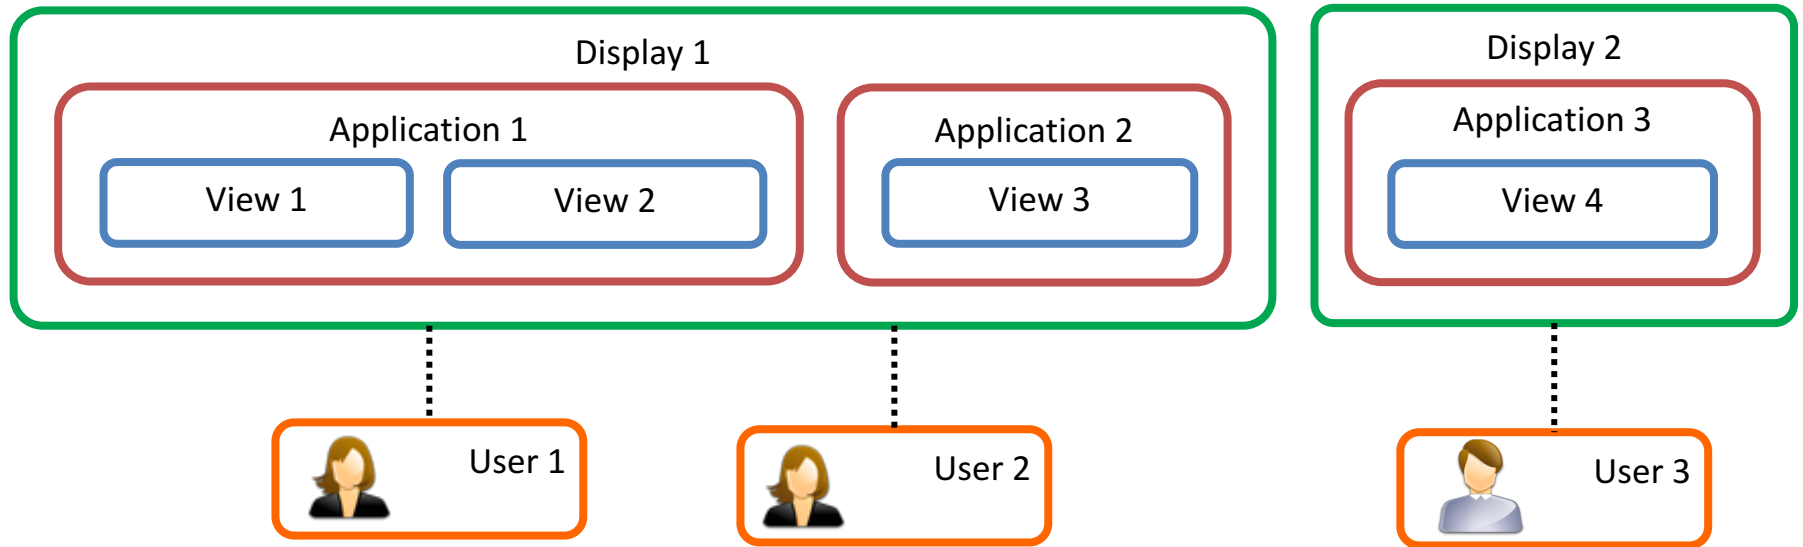 Display 1
Application 1
View 1
View 2
Application 2
View 3
Display 2
Application 3
View 4
User 1
User 2
User 3